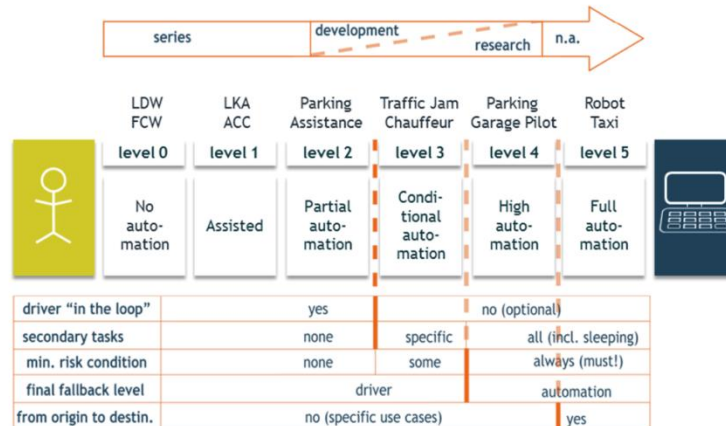 series
development
research
n.a.
LDW
FCW
LKA
ACC
Parking
Assistance
Traffic Jam
Chauffeur
Parking
Garage Pilot
Robot
Taxi
level 0
level 1
level 2
level 3
level 4
level 5
No
auto-
mation
Assisted
Partial
auto-
mation
Condi-
tional
auto-
mation
High
auto-
mation
Full
auto-
mation
driver "in the loop" yes no (optional)
secondary tasks none specific all (incl. sleeping)
min. risk condition none some always (must!)
final fallback level driver automation
from origin to destin. no (specific use cases) yes